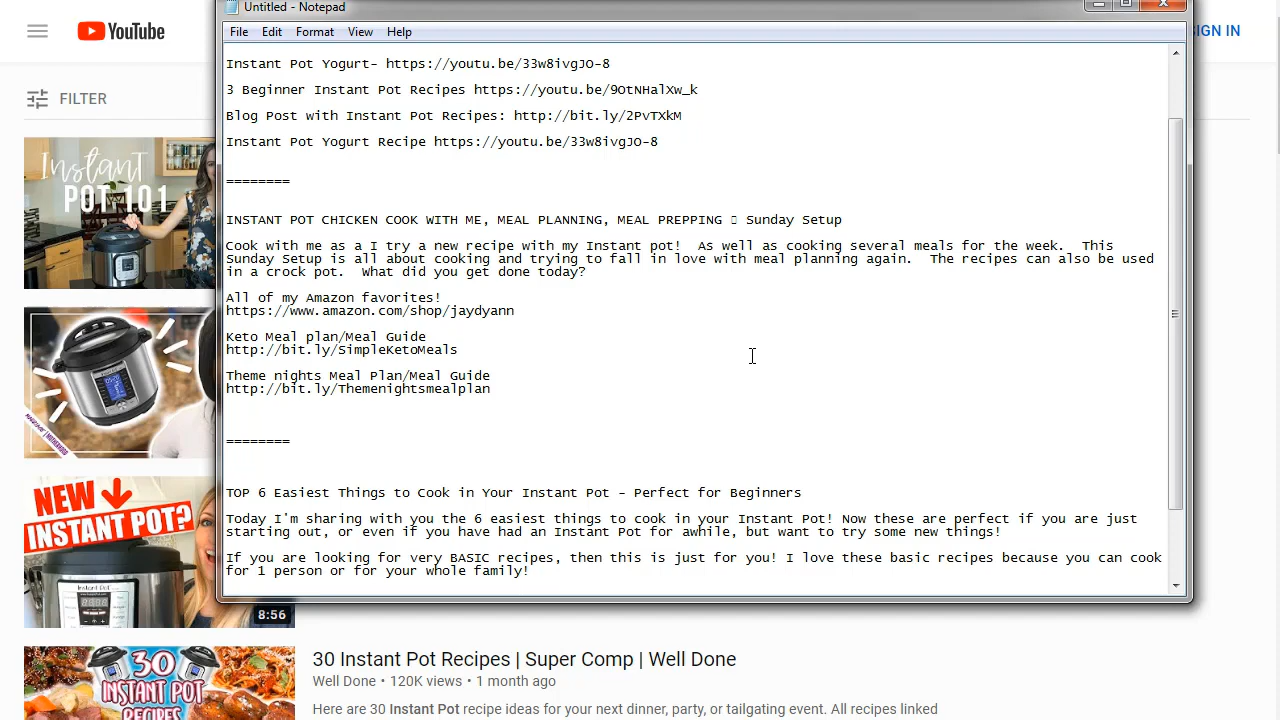 Untitled - Notepad
YouTube
SIGN IN
File Edit Format View Help
FILTER
Instant Pot Yogurt- https://youtu.be/33w8ivgJO-8
3 Beginner Instant Pot Recipes https://youtu.be/9OtNHalXw_k
Blog Post with Instant Pot Recipes: http://bit.ly/2PvTXkM
Instant Pot Yogurt Recipe https://youtu.be/33w8ivgJO-8
========
INSTANT POT CHICKEN COOK WITH ME, MEAL PLANNING, MEAL PREPPING Sunday Setup
Cook with me as a I try a new recipe with my Instant pot!  As well as cooking several meals for the week.  This
Sunday Setup is all about cooking and trying to fall in love with meal planning again.  The recipes can also be used
in a crock pot.  What did you get done today?
All of my Amazon favorites!
https://www.amazon.com/shop/jaydyann
Keto Meal plan/Meal Guide
http://bit.ly/SimpleKetoMeals
Theme nights Meal Plan/Meal Guide
http://bit.ly/Themenightsmealplan
========
TOP 6 Easiest Things to Cook in Your Instant Pot - Perfect for Beginners
Today I'm sharing with you the 6 easiest things to cook in your Instant Pot! Now these are perfect if you are just
starting out, or even if you have had an Instant Pot for awhile, but want to try some new things!
If you are looking for very BASIC recipes, then this is just for you! I love these basic recipes because you can cook
for 1 person or for your whole family!
Instant
POT 101
NEW
INSTANT POT?
8:56
30
INSTANT POT
RECIPES
30 Instant Pot Recipes | Super Comp | Well Done
Well Done • 120K views • 1 month ago
Here are 30 Instant Pot recipe ideas for your next dinner, party, or tailgating event. All recipes linked